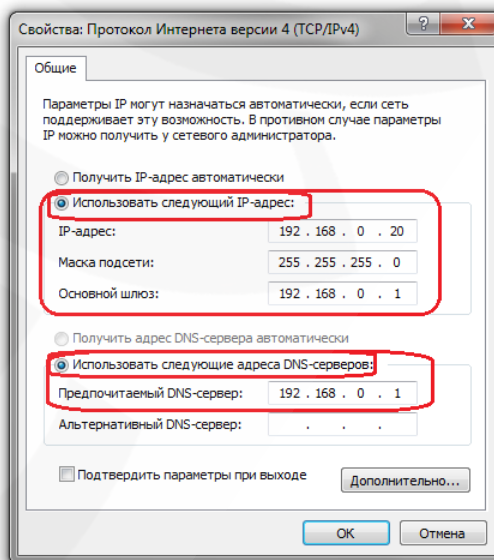 Свойства: Протокол Интернета версии 4 (TCP/IPv4)
Общие
Параметры IP могут назначаться автоматически, если сеть
поддерживает эту возможность. В противном случае параметры
IP можно получить у сетевого администратора.
Получить IP-адрес автоматически
Использовать следующий IP-адрес:
IP-адрес: 192 . 168 . 0 . 20
Маска подсети: 255 . 255 . 255 . 0
Основной шлюз: 192 . 168 . 0 . 1
Получить адрес DNS-сервера автоматически
Использовать следующие адреса DNS-серверов:
Предпочитаемый DNS-сервер: 192 . 168 . 0 . 1
Альтернативный DNS-сервер: . . .
Подтвердить параметры при выходе
Дополнительно...
ОК Отмена